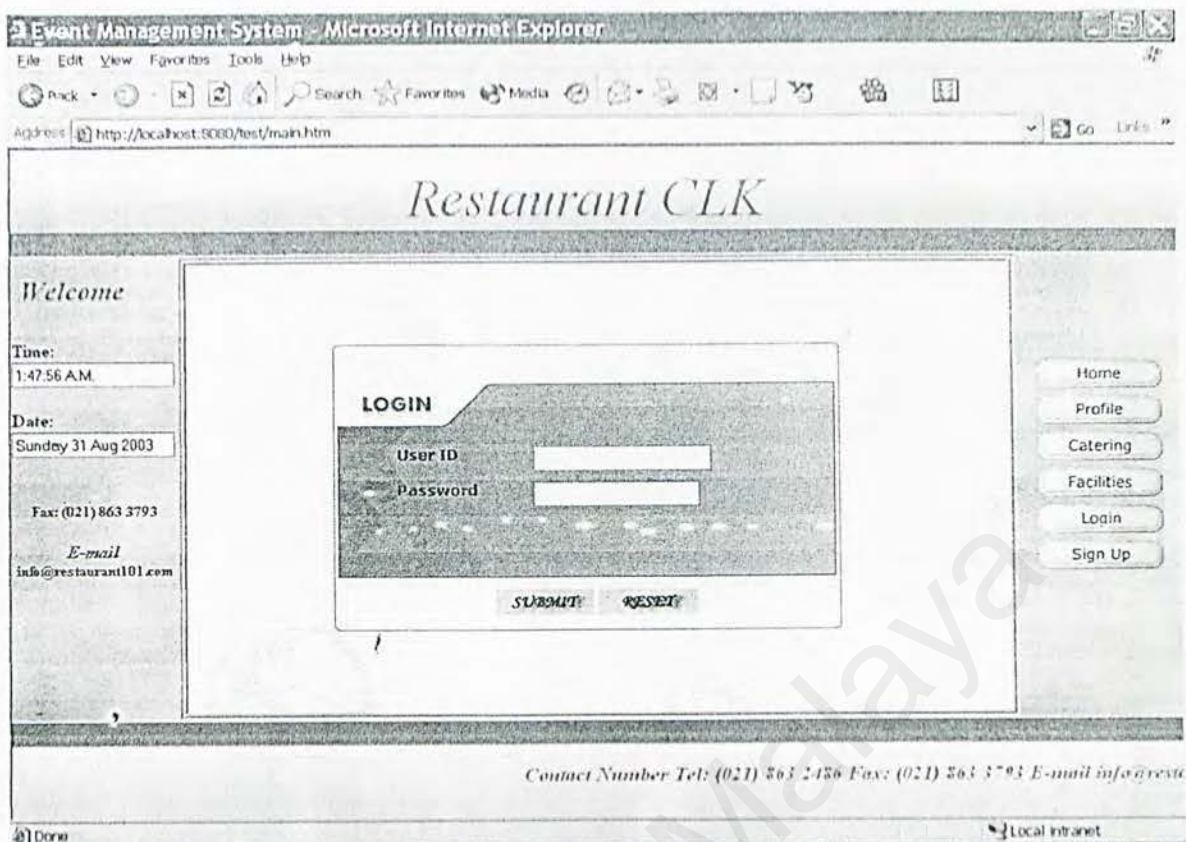 Event Management System - Microsoft Internet Explorer
File Edit View Favorites Tools Help
Back Search Favorites Media
Address http://localhost:8080/test/main.htm Go Links »
Restaurant CLK
Welcome
Time:
1:47:56 A.M.
Date:
Sunday 31 Aug 2003
Fax: (021) 863 3793
E-mail
info@restaurant101.com
LOGIN
User ID
Password
SUBMIT
RESET
Home
Profile
Catering
Facilities
Login
Sign Up
Contact Number Tel: (021) 863 2486 Fax: (021) 863 3793 E-mail info@resta
Done Local intranet
Malaya